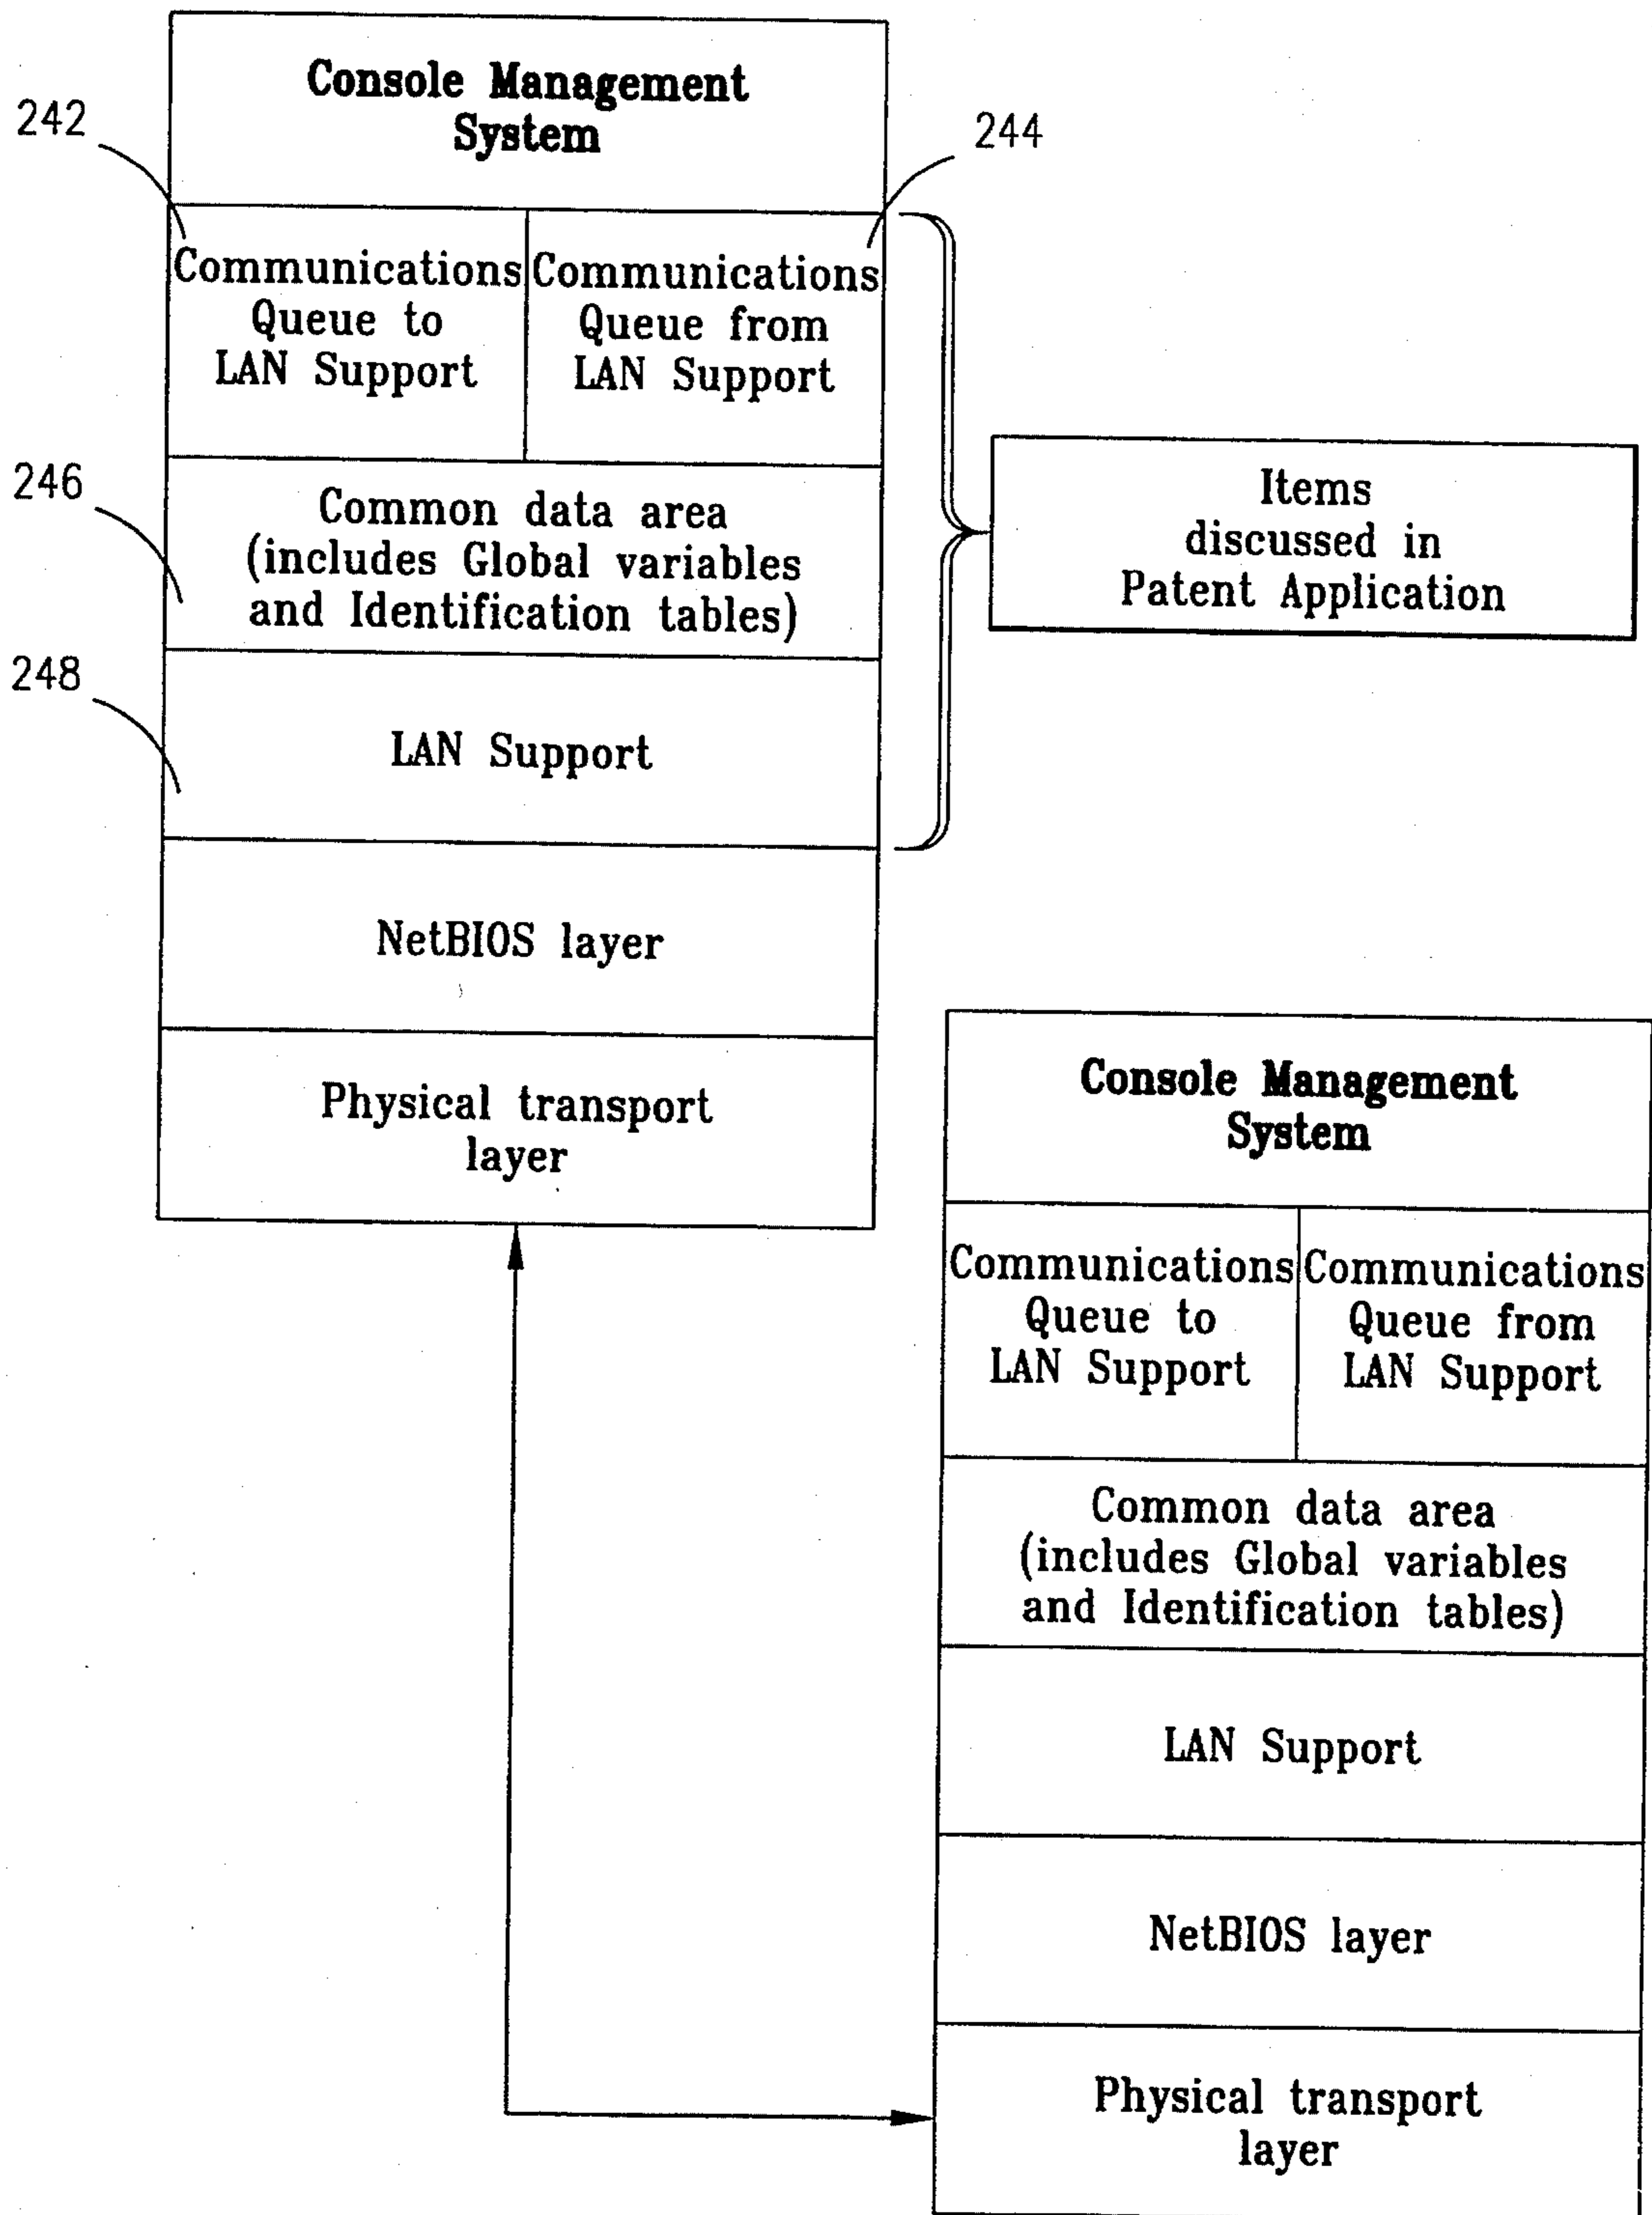 Console Management
System
242
244
Communications
Queue to
LAN Support
Communications
Queue from
LAN Support
246
Common data area
(includes Global variables
and Identification tables)
Items
discussed in
Patent Application
248
LAN Support
NetBIOS layer
Physical transport
layer
Console Management
System
Communications
Queue to
LAN Support
Communications
Queue from
LAN Support
Common data area
(includes Global variables
and Identification tables)
LAN Support
NetBIOS layer
Physical transport
layer